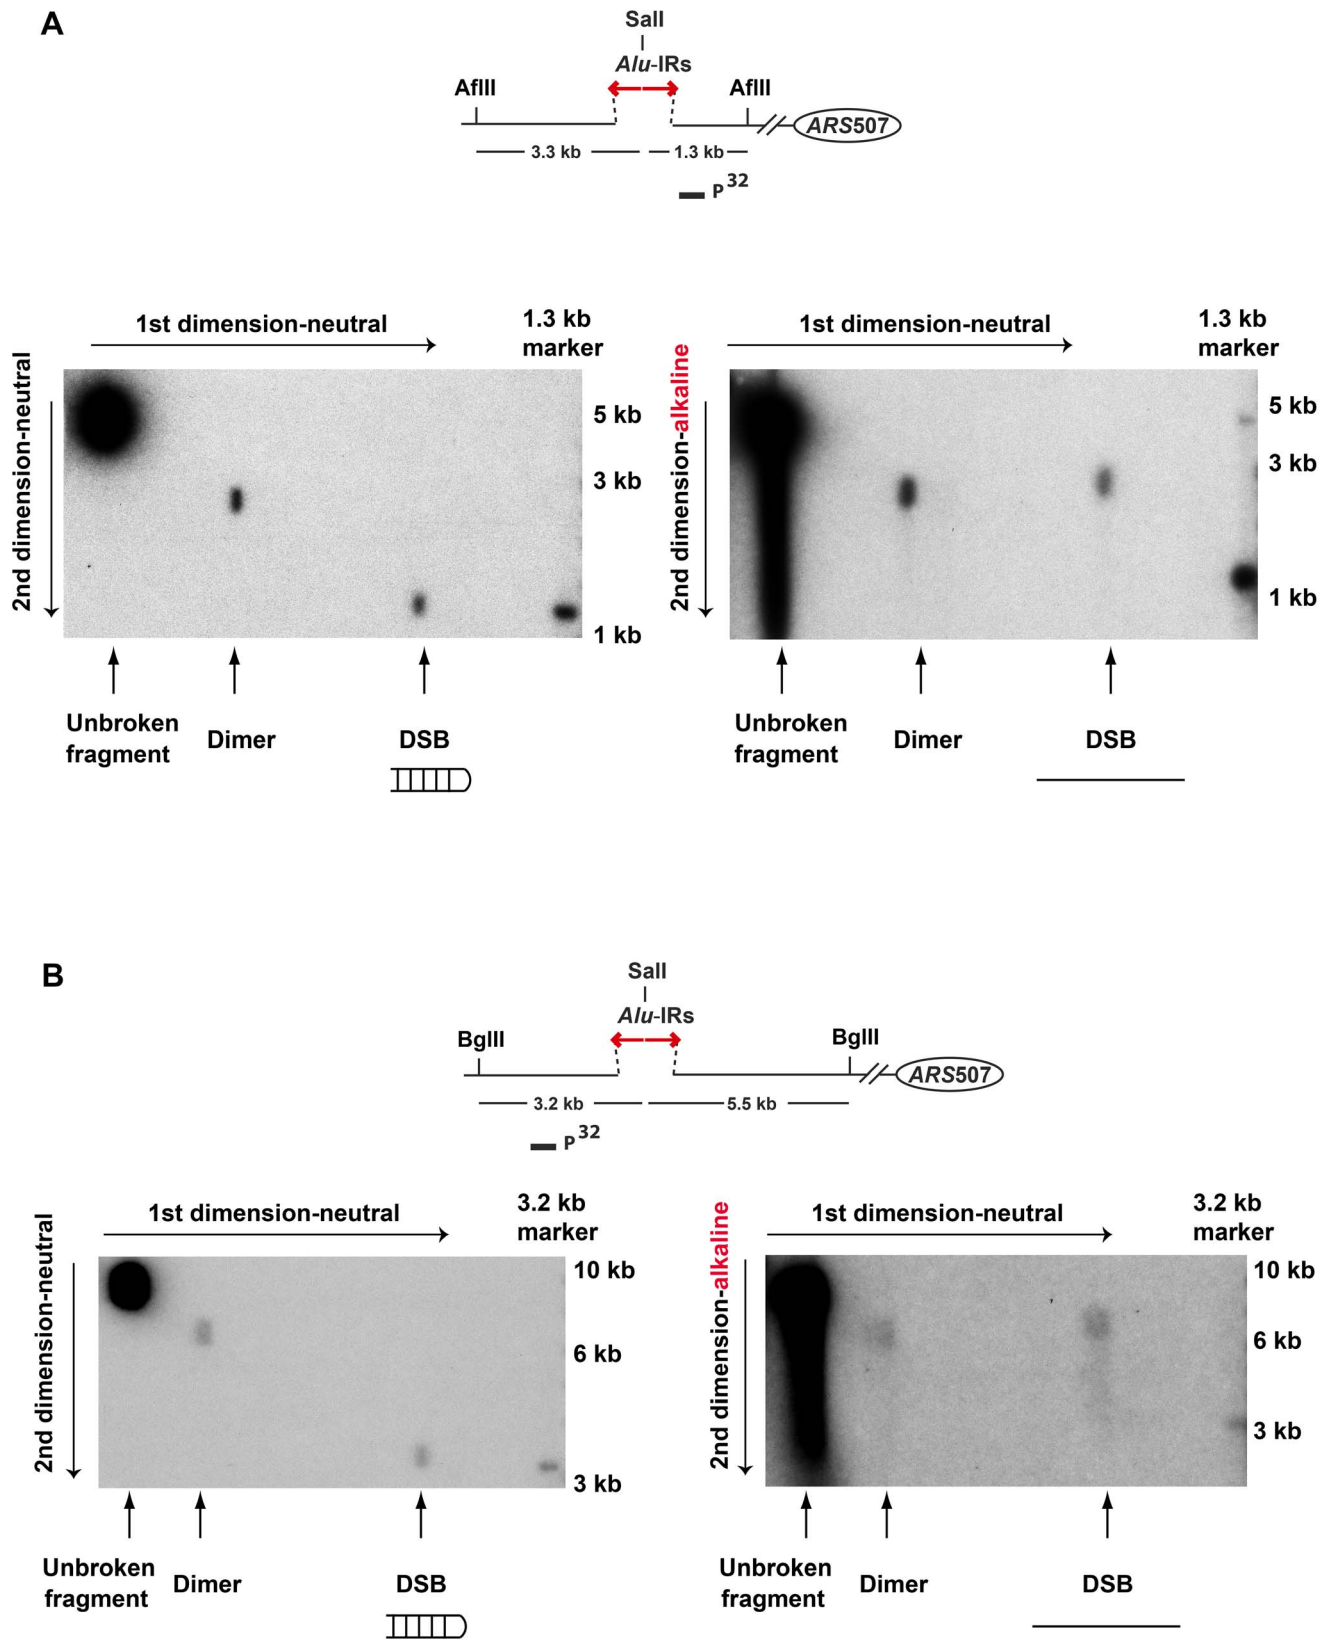 A
SalI
Alu-IRs
AflII
AflII
ARS507
3.3 kb
1.3 kb
P32
1st dimension-neutral
1.3 kb
marker
2nd dimension-neutral
5 kb
3 kb
1 kb
Unbroken
fragment
Dimer
DSB
1st dimension-neutral
1.3 kb
marker
2nd dimension-alkaline
5 kb
3 kb
1 kb
Unbroken
fragment
Dimer
DSB
B
SalI
Alu-IRs
BglII
BglII
ARS507
3.2 kb
5.5 kb
P32
1st dimension-neutral
3.2 kb
marker
2nd dimension-neutral
10 kb
6 kb
3 kb
Unbroken
fragment
Dimer
DSB
1st dimension-neutral
3.2 kb
marker
2nd dimension-alkaline
10 kb
6 kb
3 kb
Unbroken
fragment
Dimer
DSB